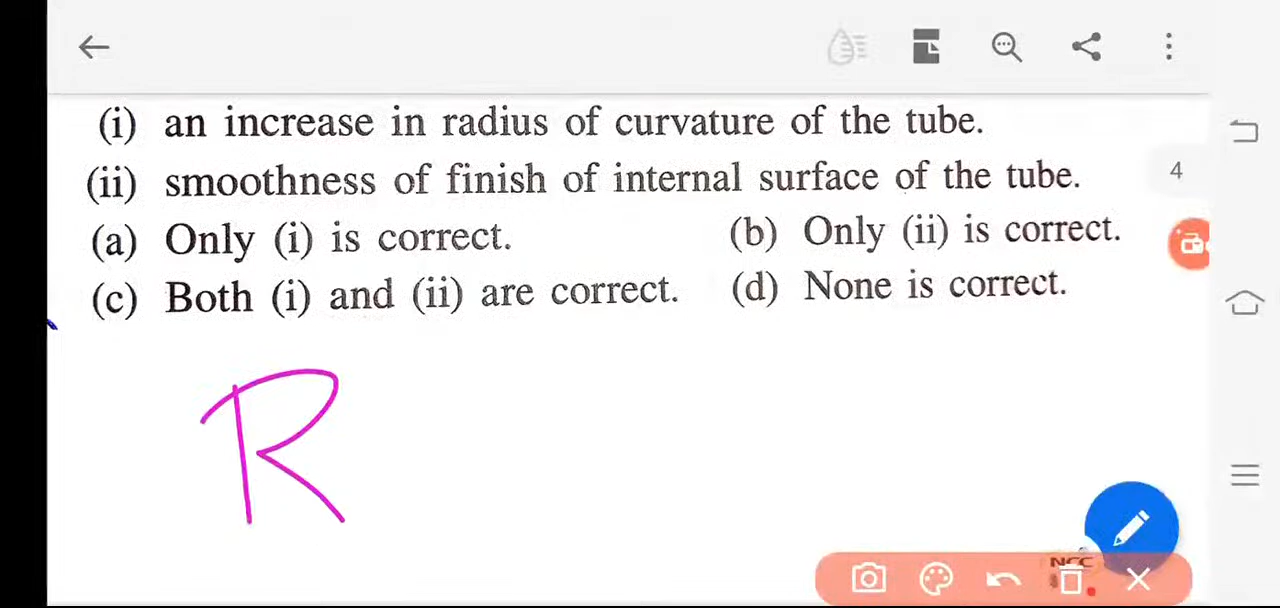 (i) an increase in radius of curvature of the tube.
4
(ii) smoothness of finish of internal surface of the tube.
(a) Only (i) is correct. (b) Only (ii) is correct.
(c) Both (i) and (ii) are correct. (d) None is correct.
R
NCC